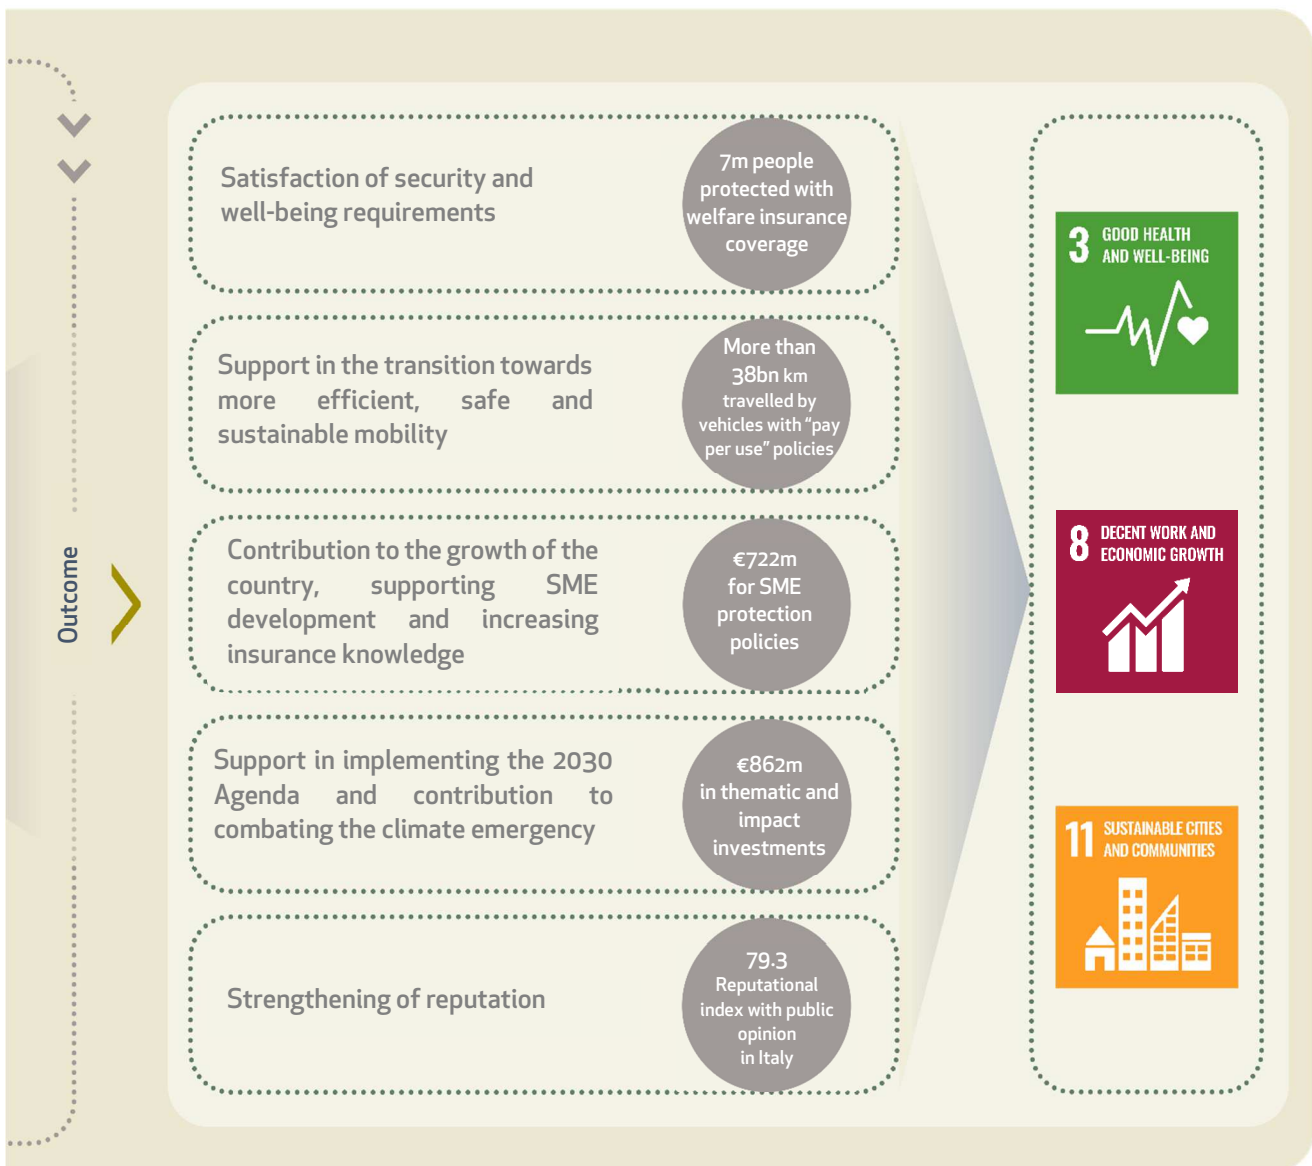 Outcome
Satisfaction of security and
well-being requirements
7m people
protected with
welfare insurance
coverage
Support in the transition towards
more efficient, safe and
sustainable mobility
More than
38bn km
travelled by
vehicles with “pay
per use” policies
Contribution to the growth of the
country, supporting SME
development and increasing
insurance knowledge
€722m
for SME
protection
policies
Support in implementing the 2030
Agenda and contribution to
combating the climate emergency
€862m
in thematic and
impact
investments
Strengthening of reputation
79.3
Reputational
index with public
opinion
in Italy
3 GOOD HEALTH
AND WELL-BEING
8 DECENT WORK AND
ECONOMIC GROWTH
11 SUSTAINABLE CITIES
AND COMMUNITIES